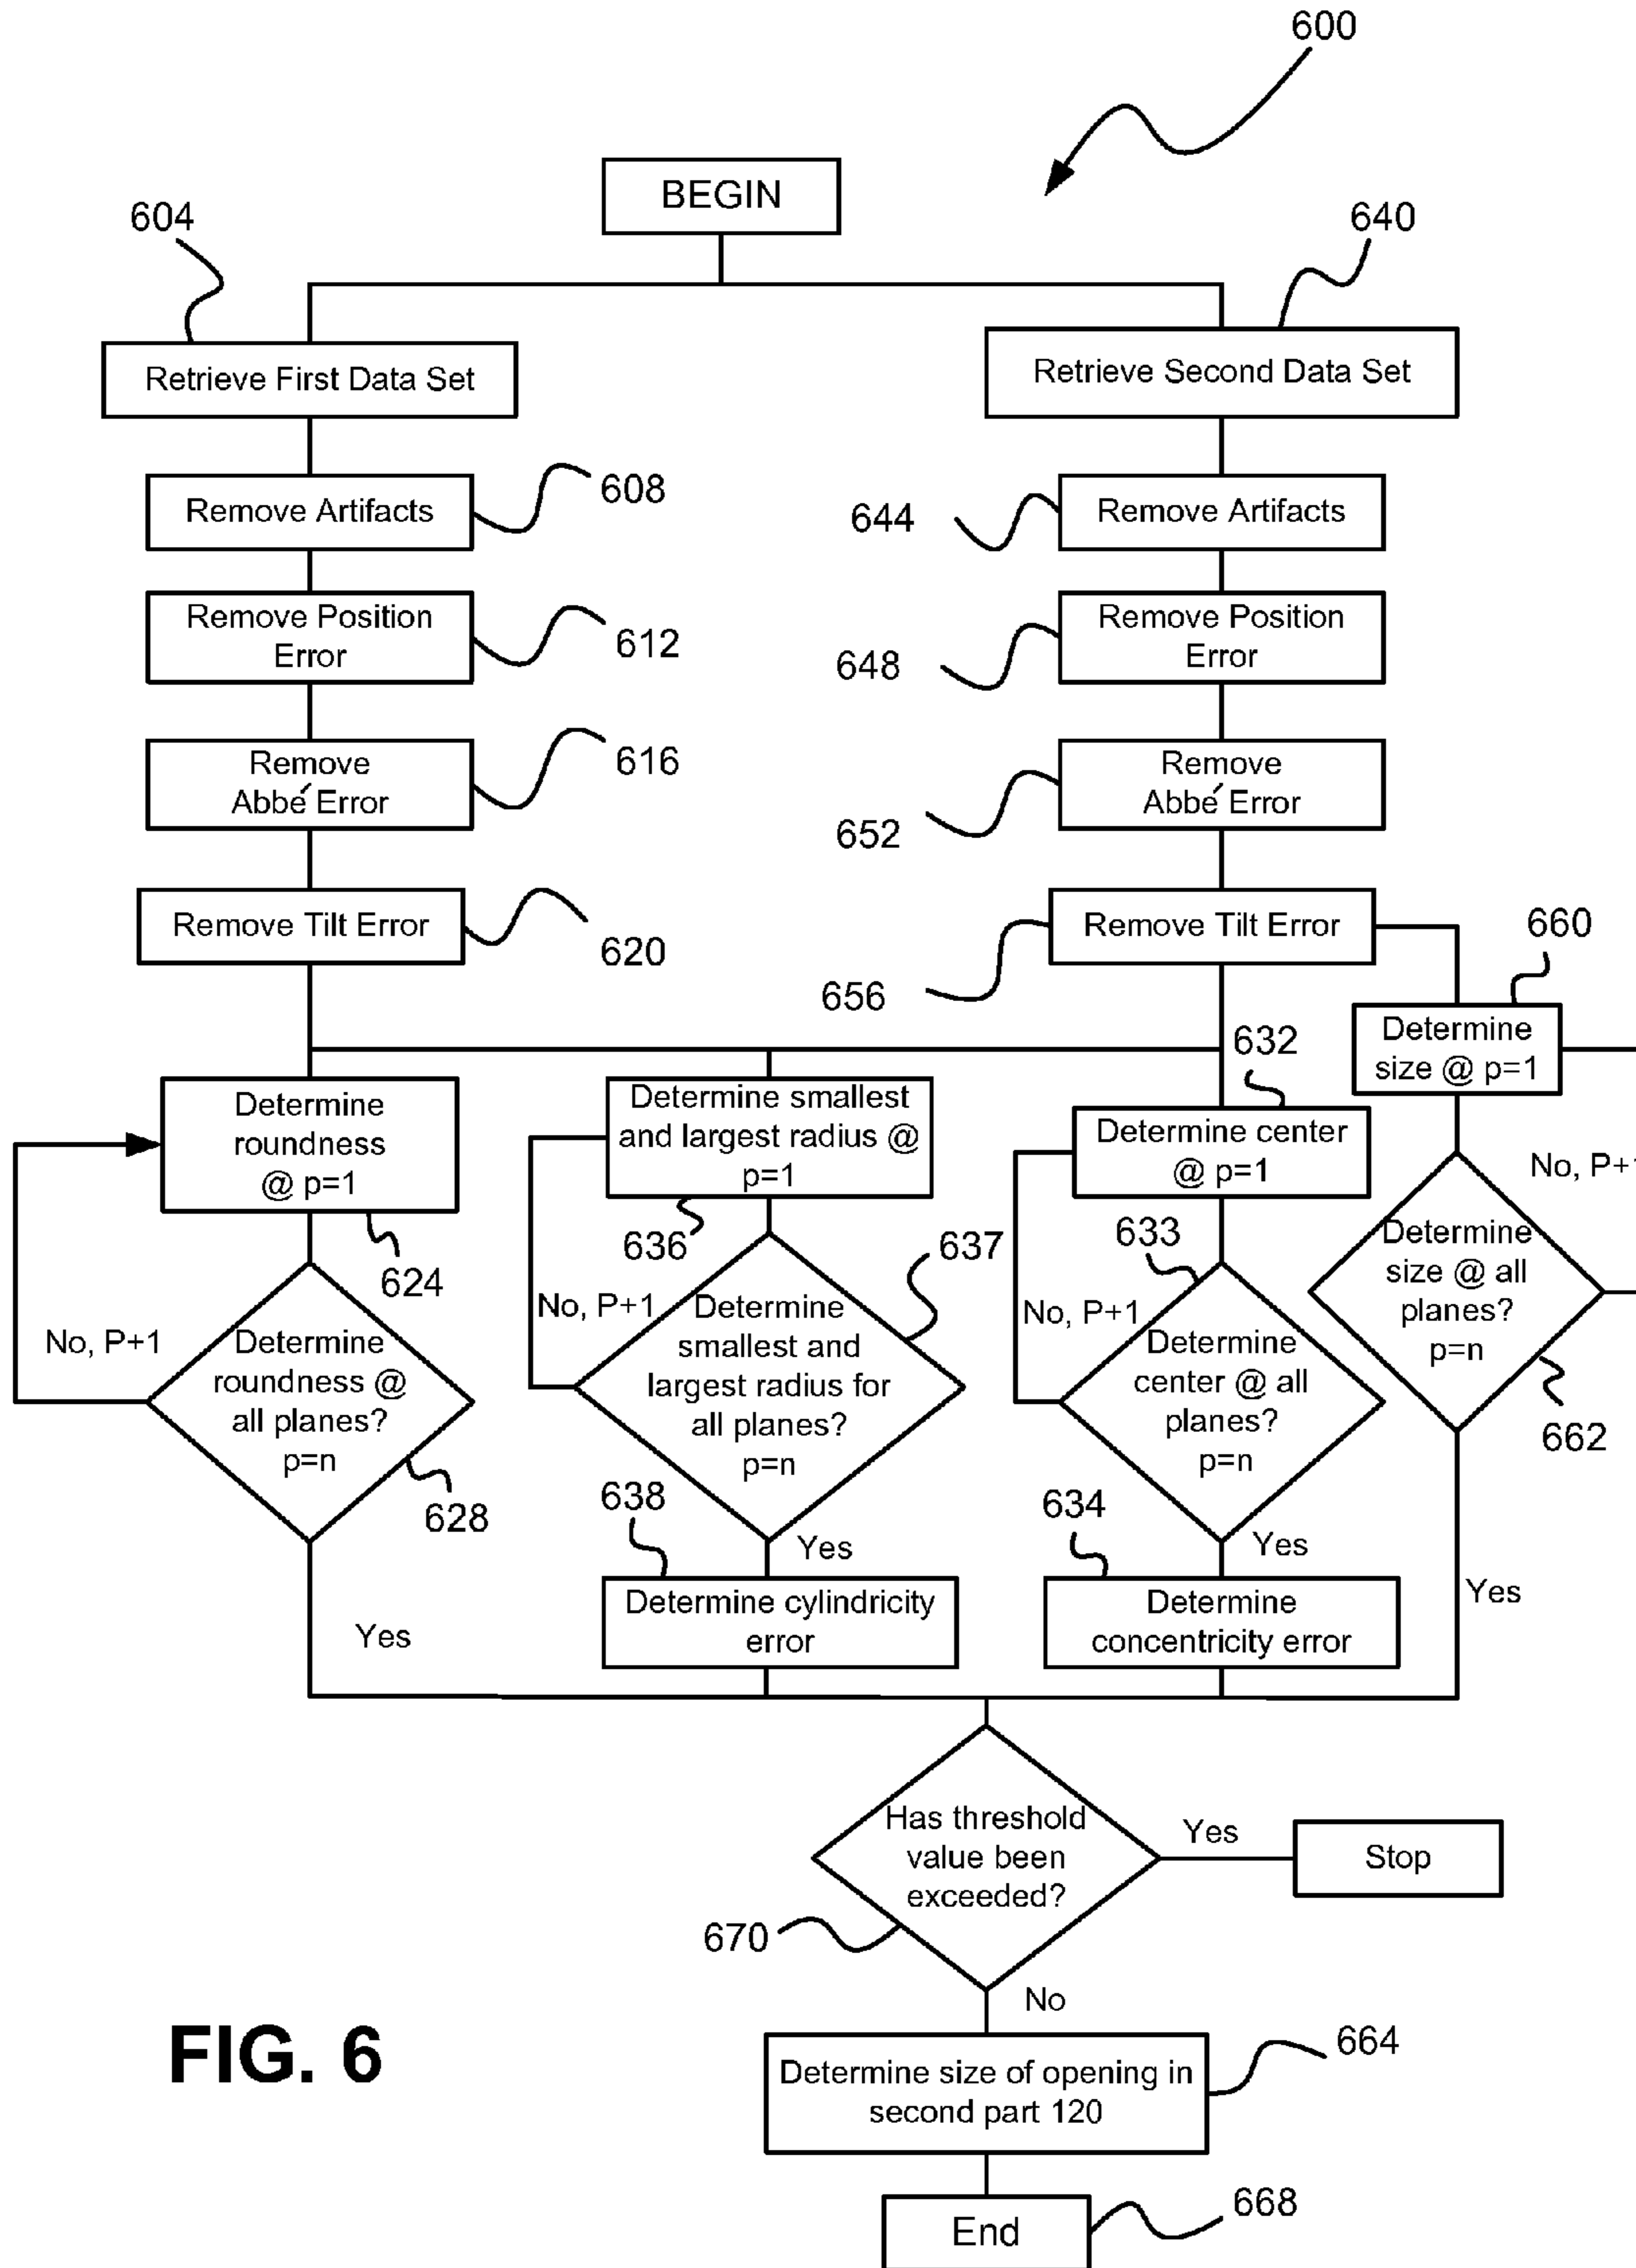 600
BEGIN
604
640
Retrieve First Data Set
Retrieve Second Data Set
Remove Artifacts
608
644
Remove Artifacts
Remove Position
Error
612
648
Remove Position
Error
Remove
Abbé Error
616
652
Remove
Abbé Error
Remove Tilt Error
620
656
Remove Tilt Error
660
Determine
size @ p=1
632
Determine
roundness
@ p=1
624
Determine smallest
and largest radius @
p=1
636
Determine center
@ p=1
633
No, P+1
Determine
roundness @
all planes?
p=n
628
No, P+1
Determine
smallest and
largest radius for
all planes?
p=n
637
No, P+1
Determine
center @ all
planes?
p=n
No, P+1
Determine
size @ all
planes?
p=n
662
Yes
638
Yes
Determine cylindricity
error
634
Yes
Determine
concentricity error
Yes
Has threshold
value been
exceeded?
670
Yes
Stop
No
Determine size of opening in
second part 120
664
End
668
FIG. 6